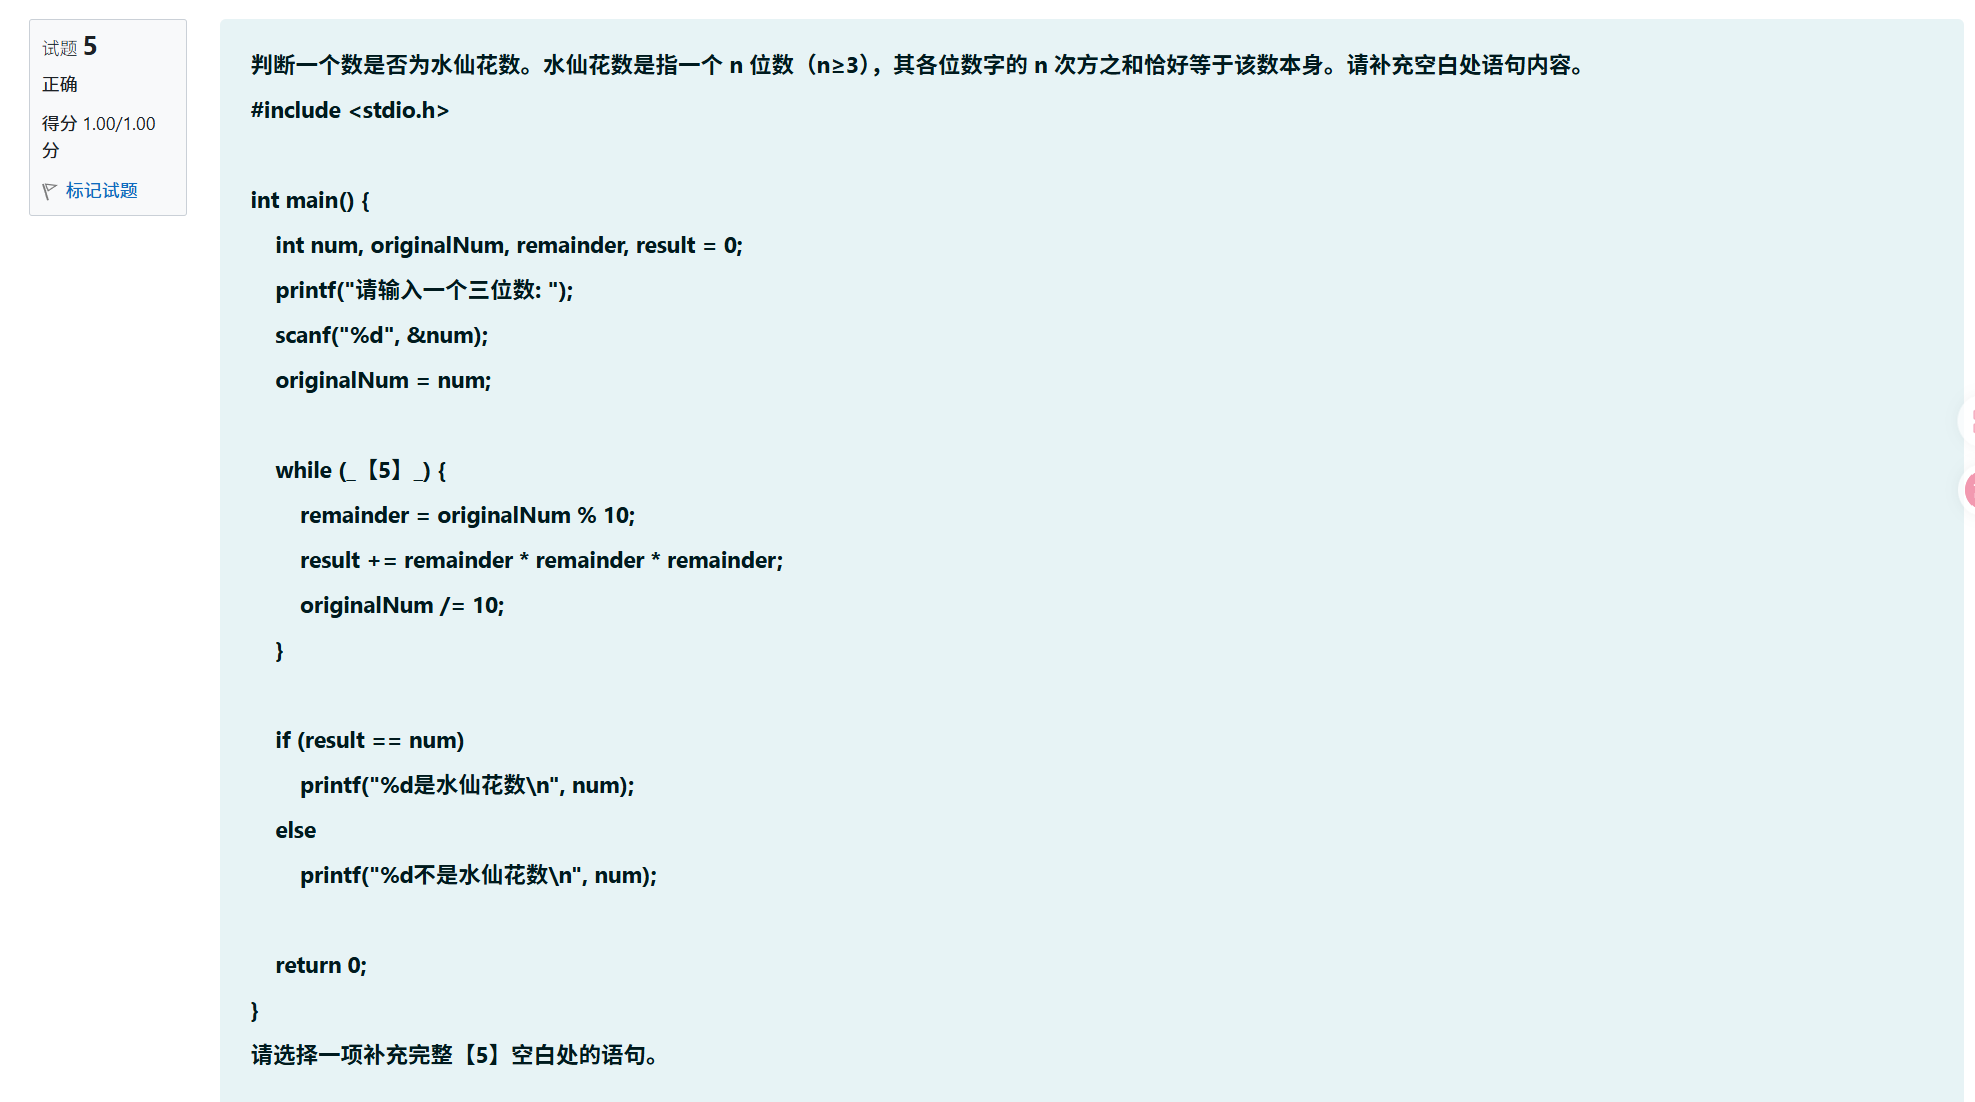 试题 5
正确
得分 1.00/1.00
分
标记试题
判断一个数是否为水仙花数。水仙花数是指一个 n 位数（n≥3），其各位数字的 n 次方之和恰好等于该数本身。请补充空白处语句内容。
#include <stdio.h>
int main() {
int num, originalNum, remainder, result = 0;
printf("请输入一个三位数: ");
scanf("%d", &num);
originalNum = num;
while (_【5】_) {
remainder = originalNum % 10;
result += remainder * remainder * remainder;
originalNum /= 10;
}
if (result == num)
printf("%d是水仙花数\n", num);
else
printf("%d不是水仙花数\n", num);
return 0;
}
请选择一项补充完整【5】空白处的语句。